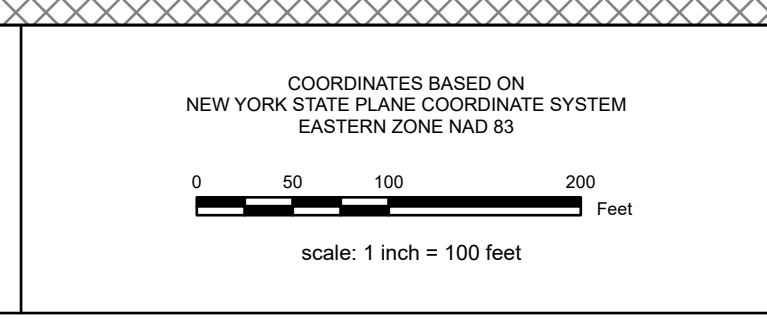 COORDINATES BASED ON
NEW YORK STATE PLANE COORDINATE SYSTEM
EASTERN ZONE NAD 83
0 50 100 200
Feet
scale: 1 inch = 100 feet